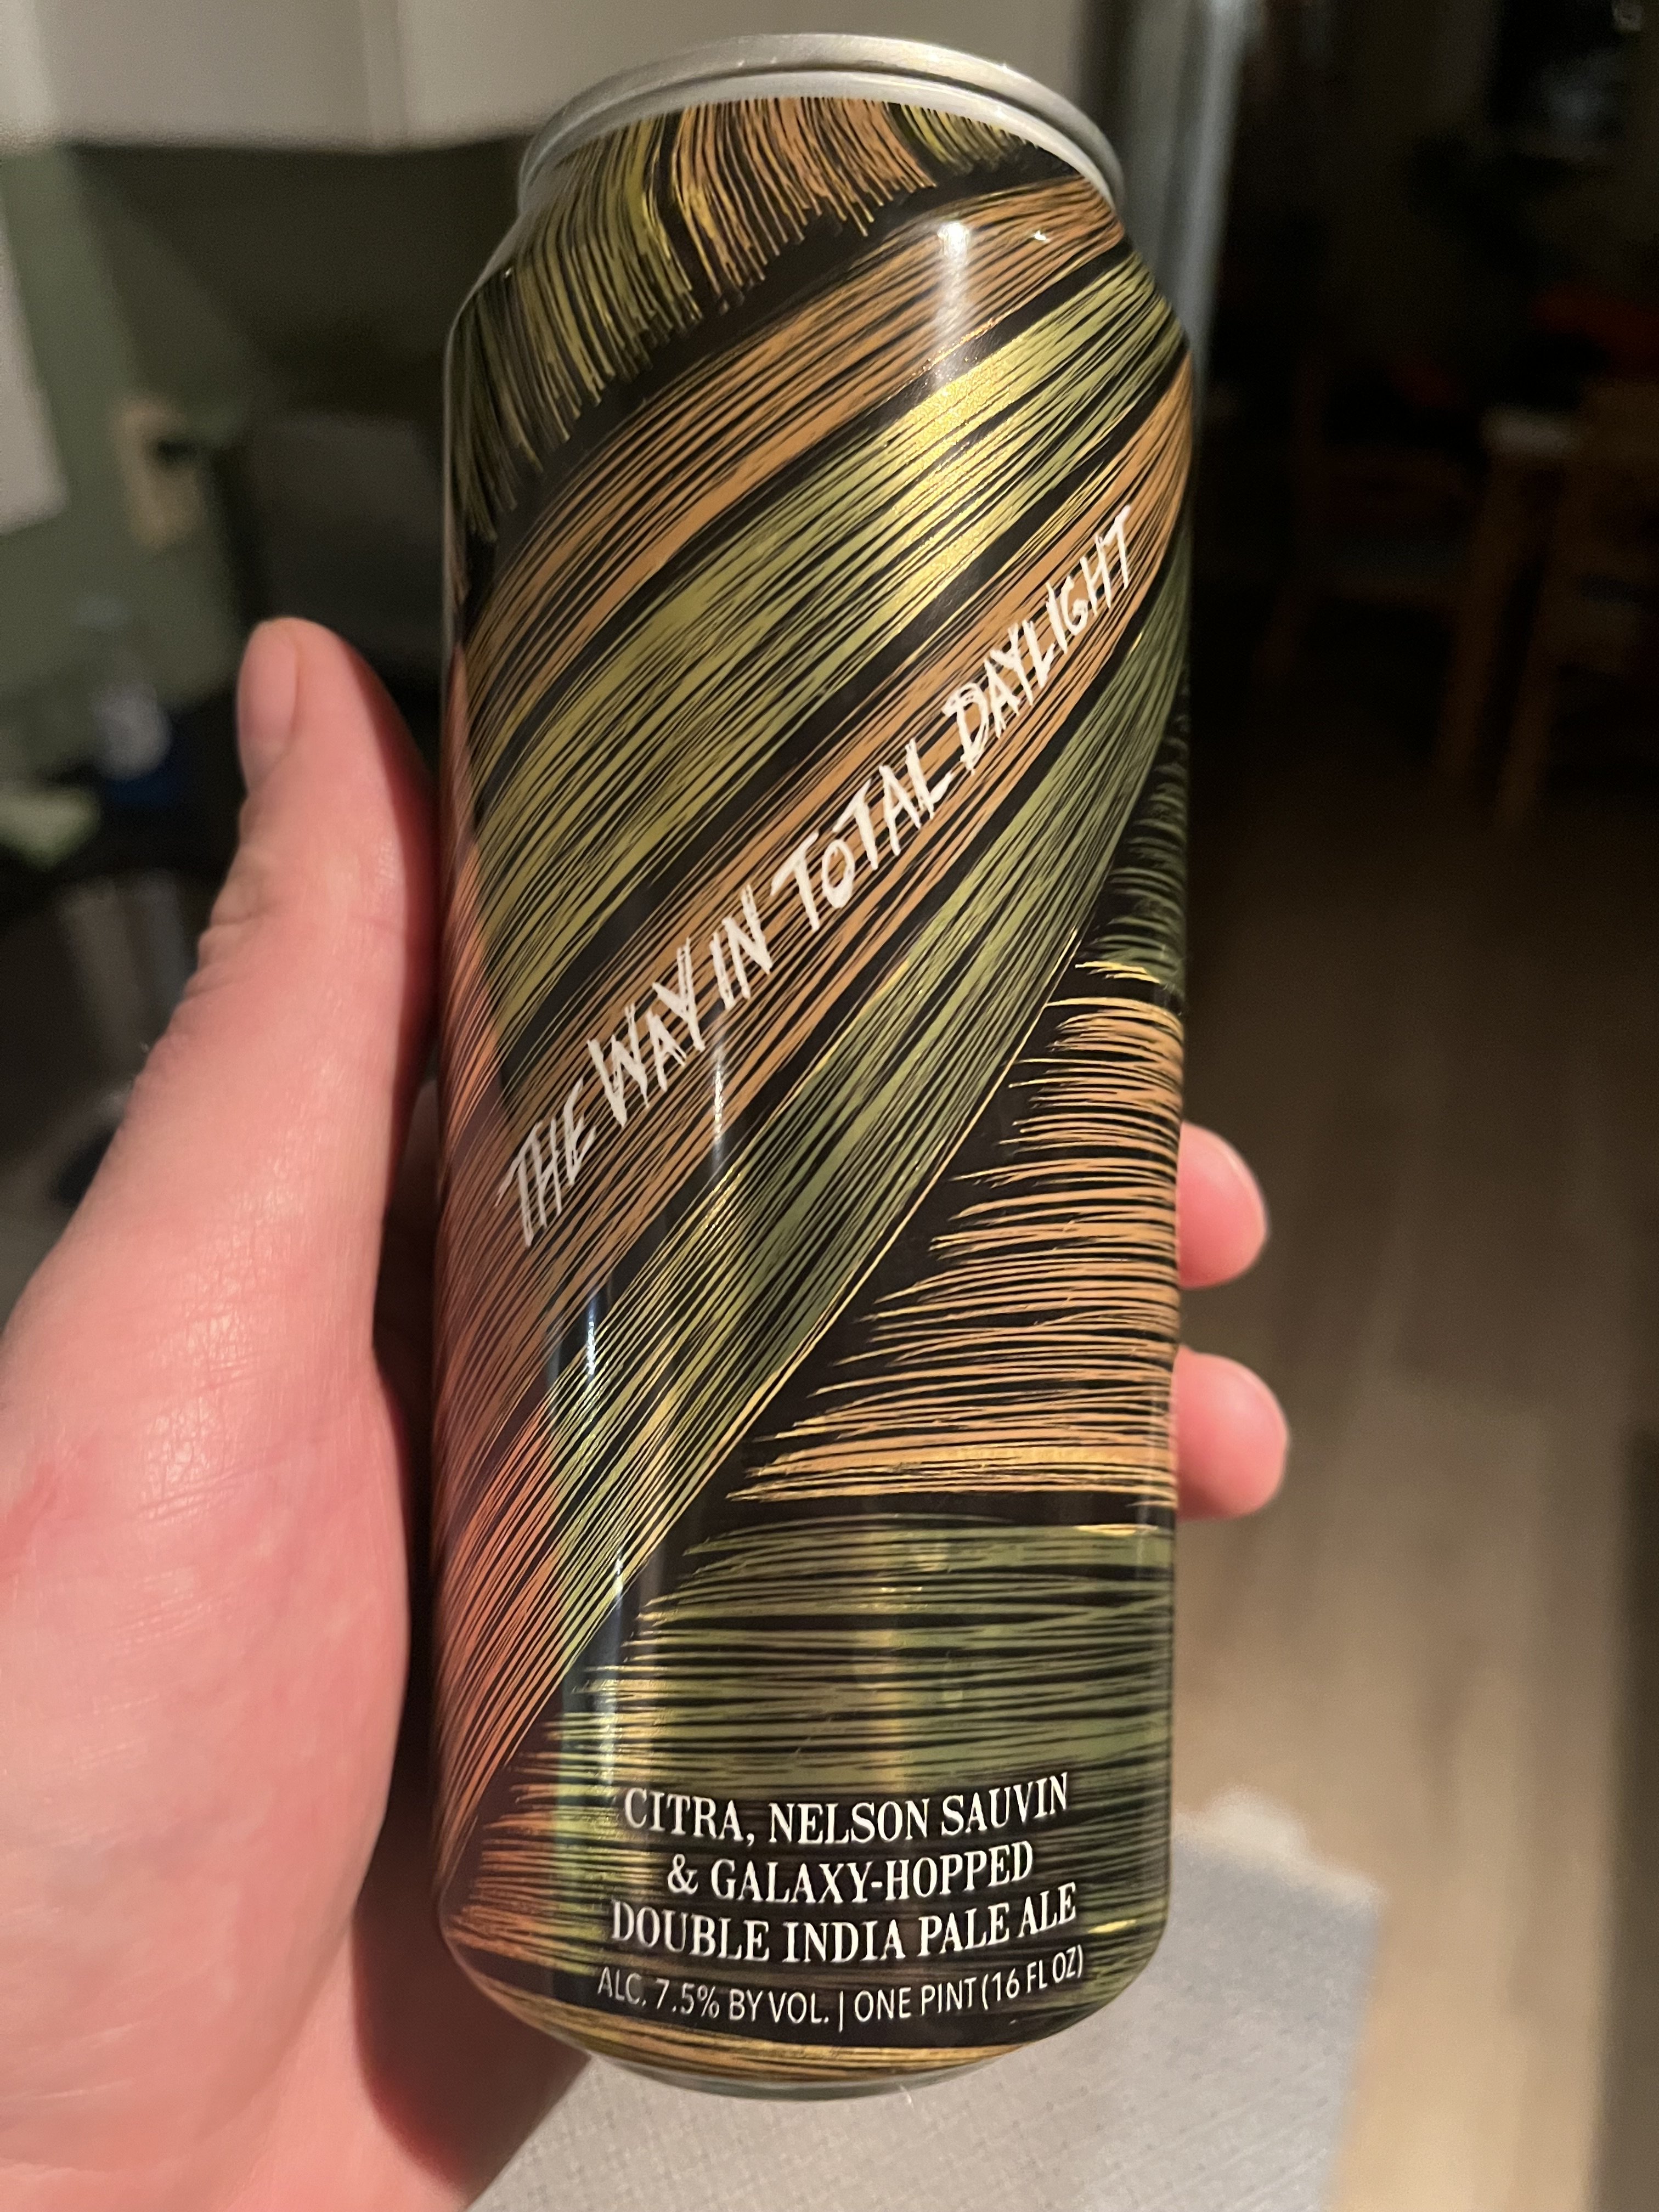 THE WAY IN TOTAL DAYLIGHT
CITRA, NELSON SAUVIN
& GALAXY-HOPPED
DOUBLE INDIA PALE ALE
ALC. 7.5% BY VOL. | ONE PINT (16 FL OZ)